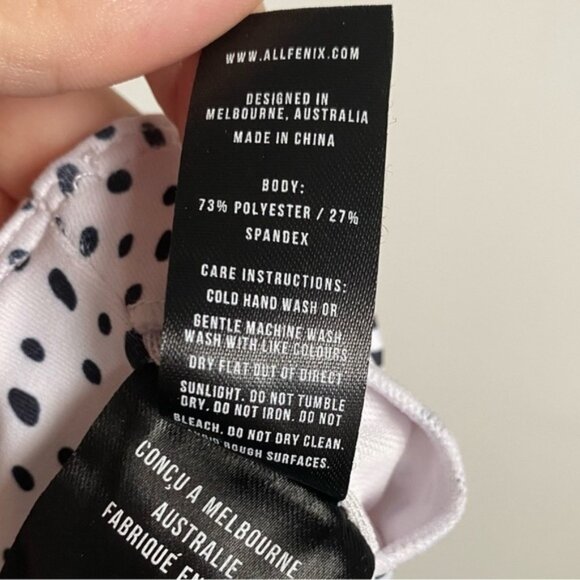 WWW.ALLFENIX.COM
DESIGNED IN
MELBOURNE, AUSTRALIA
MADE IN CHINA
BODY:
73% POLYESTER / 27%
SPANDEX
CARE INSTRUCTIONS:
COLD HAND WASH OR
GENTLE MACHINE WASH
WASH WITH LIKE COLOURS
DRY FLAT OUT OF DIRECT
SUNLIGHT. DO NOT TUMBLE
DRY. DO NOT IRON. DO NOT
BLEACH. DO NOT DRY CLEAN.
ROUGH SURFACES.
CONÇU A MELBOURNE
AUSTRALIE
FABRIQUÉ EN